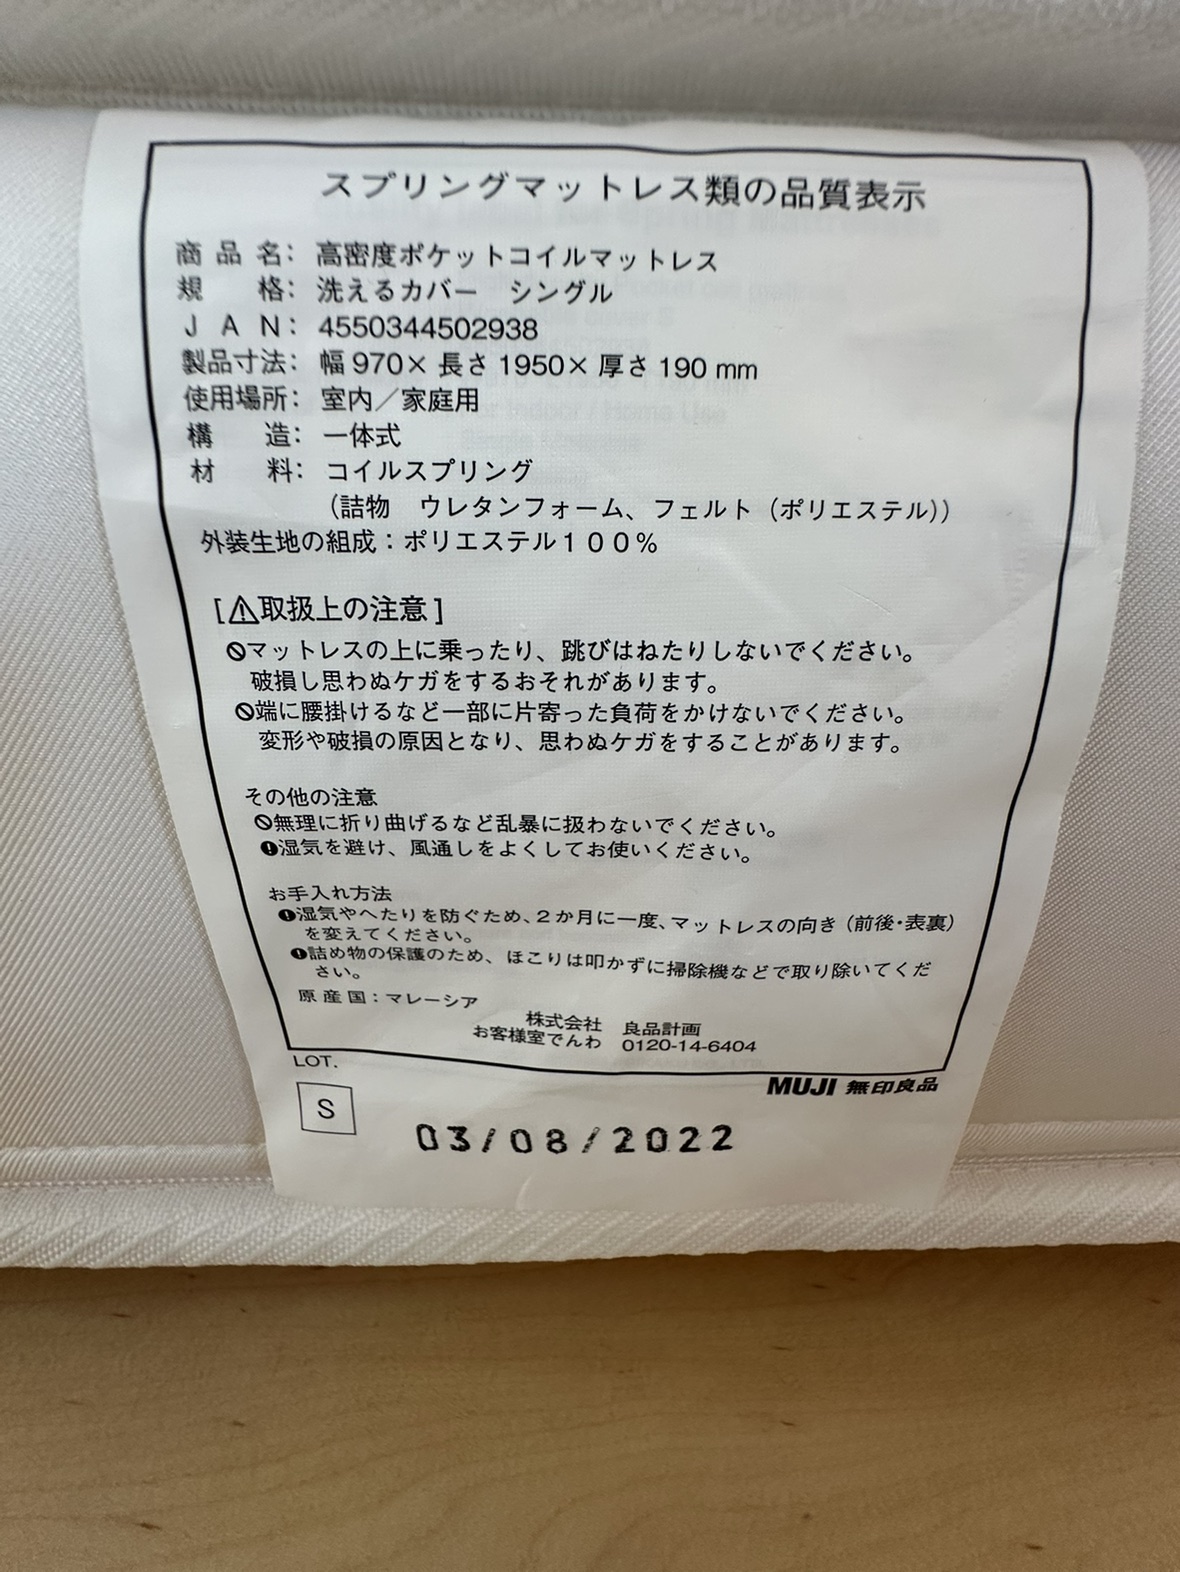 スプリングマットレス類の品質表示
商品名：高密度ポケットコイルマットレス
規　格：洗えるカバー　シングル
JAN：4550344502938
製品寸法：幅970×長さ1950×厚さ190 mm
使用場所：室内／家庭用
構　造：一体式
材　料：コイルスプリング
（詰物　ウレタンフォーム、フェルト（ポリエステル））
外装生地の組成：ポリエステル１００％
[⚠取扱上の注意]
🚫マットレスの上に乗ったり、跳びはねたりしないでください。
破損し思わぬケガをするおそれがあります。
🚫端に腰掛けるなど一部に片寄った負荷をかけないでください。
変形や破損の原因となり、思わぬケガをすることがあります。
その他の注意
🚫無理に折り曲げるなど乱暴に扱わないでください。
❗湿気を避け、風通しをよくしてお使いください。
お手入れ方法
❗湿気やへたりを防ぐため、2か月に一度、マットレスの向き（前後・表裏）
を変えてください。
❗詰め物の保護のため、ほこりは叩かずに掃除機などで取り除いてくだ
さい。
原産国：マレーシア
株式会社　良品計画
お客様室でんわ　0120-14-6404
LOT.
MUJI 無印良品
S
03/08/2022